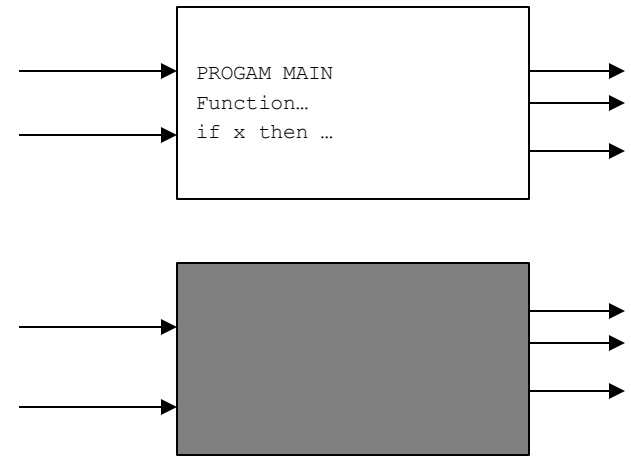 PROGAM MAIN
Function…
if x then …